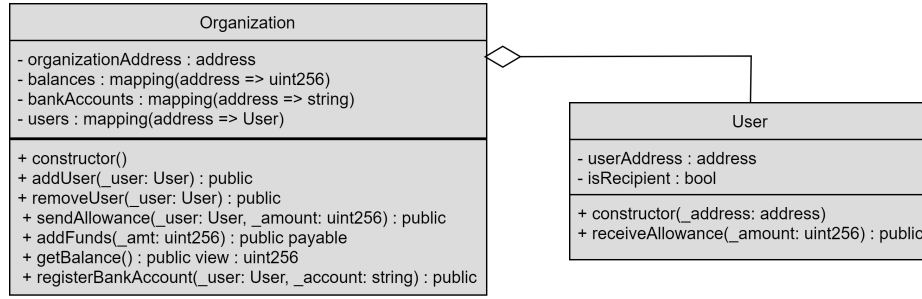 Organization
- organizationAddress : address
- balances : mapping(address => uint256)
- bankAccounts : mapping(address => string)
- users : mapping(address => User)
+ constructor()
+ addUser(_user: User) : public
+ removeUser(_user: User) : public
+ sendAllowance(_user: User, _amount: uint256) : public
+ addFunds(_amt: uint256) : public payable
+ getBalance() : public view : uint256
+ registerBankAccount(_user: User, _account: string) : public
User
- userAddress : address
- isRecipient : bool
+ constructor(_address: address)
+ receiveAllowance(_amount: uint256) : public